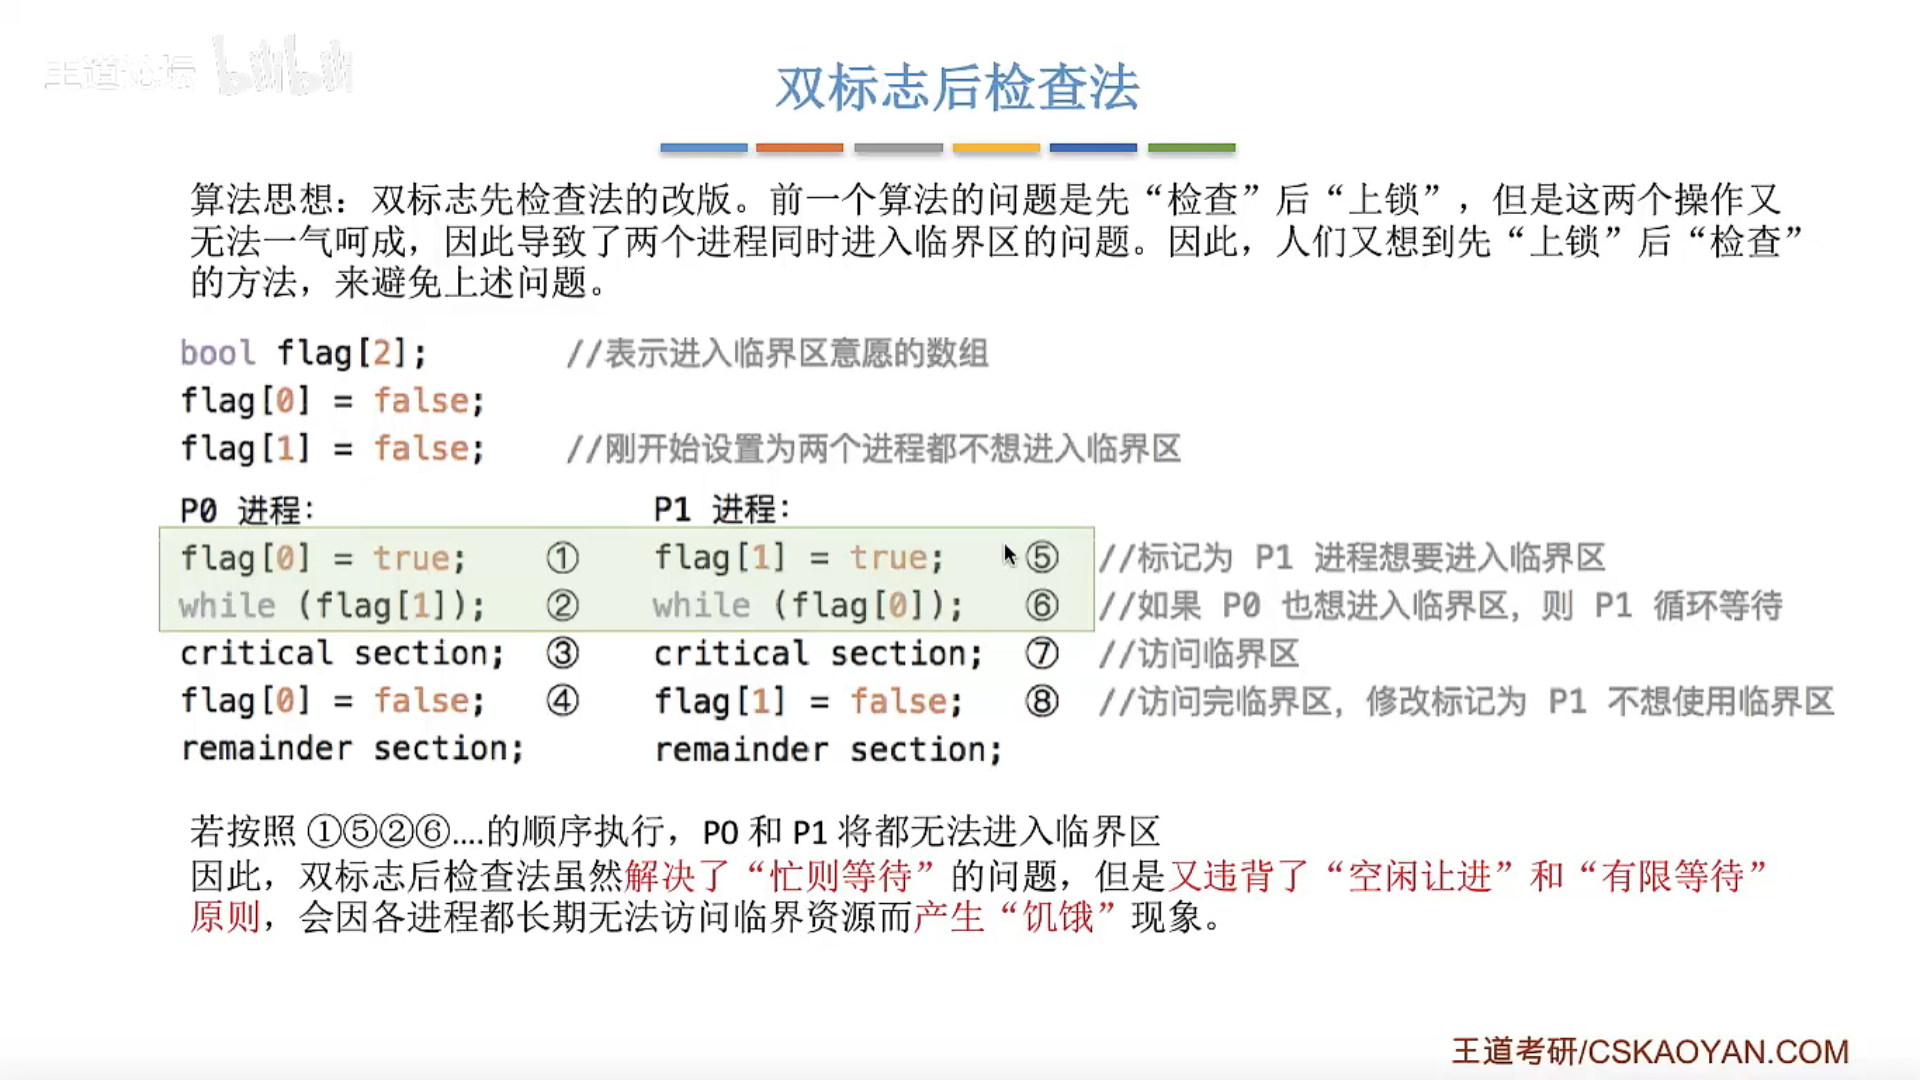 王道论坛 bilibili
双标志后检查法
算法思想：双标志先检查法的改版。前一个算法的问题是先“检查”后“上锁”，但是这两个操作又
无法一气呵成，因此导致了两个进程同时进入临界区的问题。因此，人们又想到先“上锁”后“检查”
的方法，来避免上述问题。
bool flag[2]; //表示进入临界区意愿的数组
flag[0] = false;
flag[1] = false; //刚开始设置为两个进程都不想进入临界区
P0 进程： P1 进程：
flag[0] = true; ① flag[1] = true; ⑤ //标记为 P1 进程想要进入临界区
while (flag[1]); ② while (flag[0]); ⑥ //如果 P0 也想进入临界区，则 P1 循环等待
critical section; ③ critical section; ⑦ //访问临界区
flag[0] = false; ④ flag[1] = false; ⑧ //访问完临界区，修改标记为 P1 不想使用临界区
remainder section; remainder section;
若按照 ①⑤②⑥....的顺序执行，P0 和 P1 将都无法进入临界区
因此，双标志后检查法虽然解决了“忙则等待”的问题，但是又违背了“空闲让进”和“有限等待”
原则，会因各进程都长期无法访问临界资源而产生“饥饿”现象。
王道考研/CSKAOYAN.COM